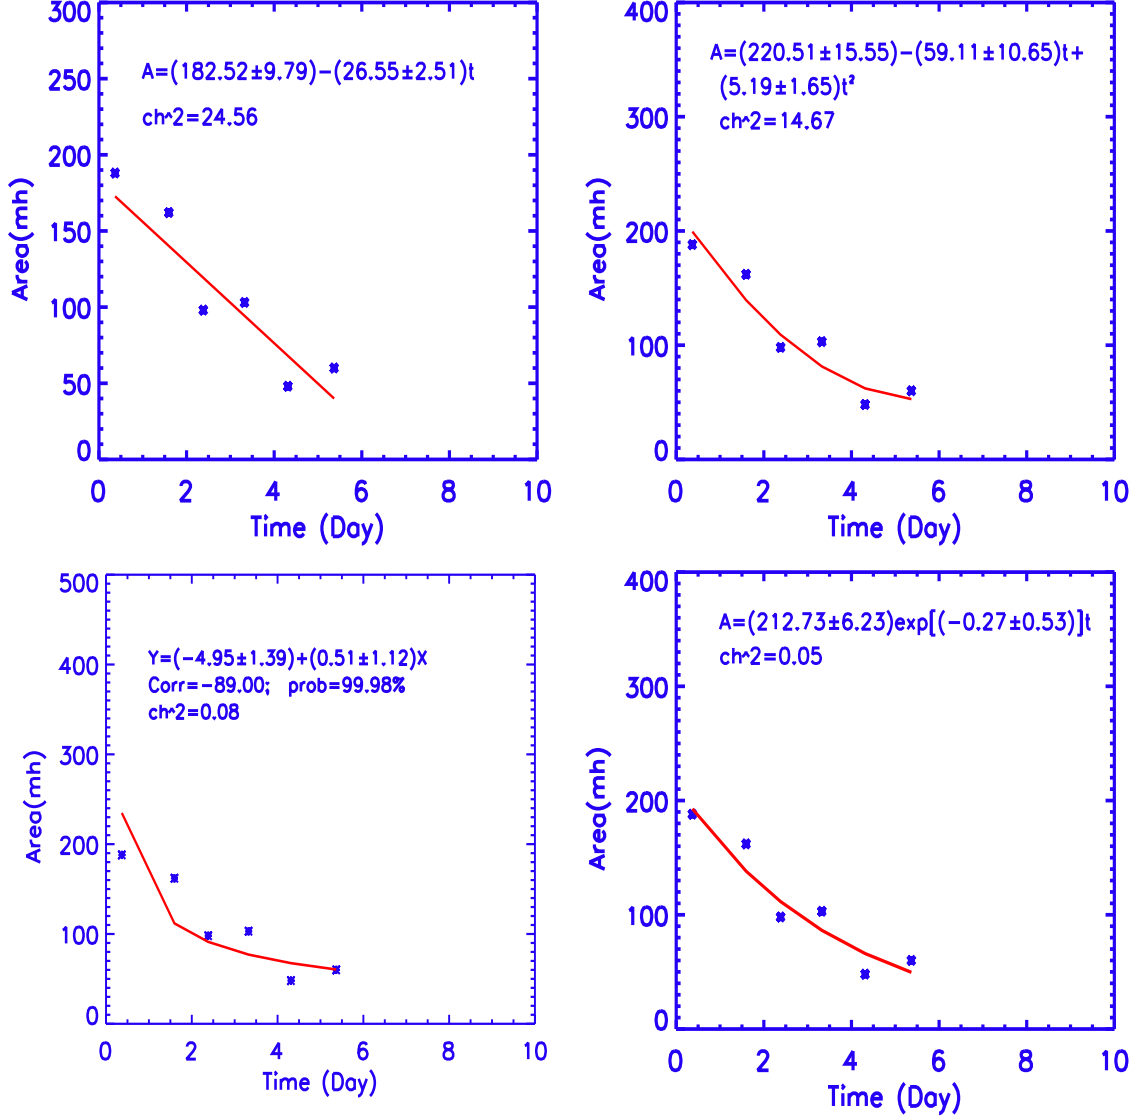 300
250
200
150
100
50
0
Area(mh)
A=(182.52±9.79)−(26.55±2.51)t
ch^2=24.56
0 2 4 6 8 10
Time (Day)
400
300
200
100
0
Area(mh)
A=(220.51±15.55)−(59.11±10.65)t+
(5.19±1.65)t²
ch^2=14.67
0 2 4 6 8 10
Time (Day)
500
400
300
200
100
0
Area(mh)
Y=(−4.95±1.39)+(0.51±1.12)X
Corr=−89.00; prob=99.98%
ch^2=0.08
0 2 4 6 8 10
Time (Day)
400
300
200
100
0
Area(mh)
A=(212.73±6.23)exp[(−0.27±0.53)]t
ch^2=0.05
0 2 4 6 8 10
Time (Day)